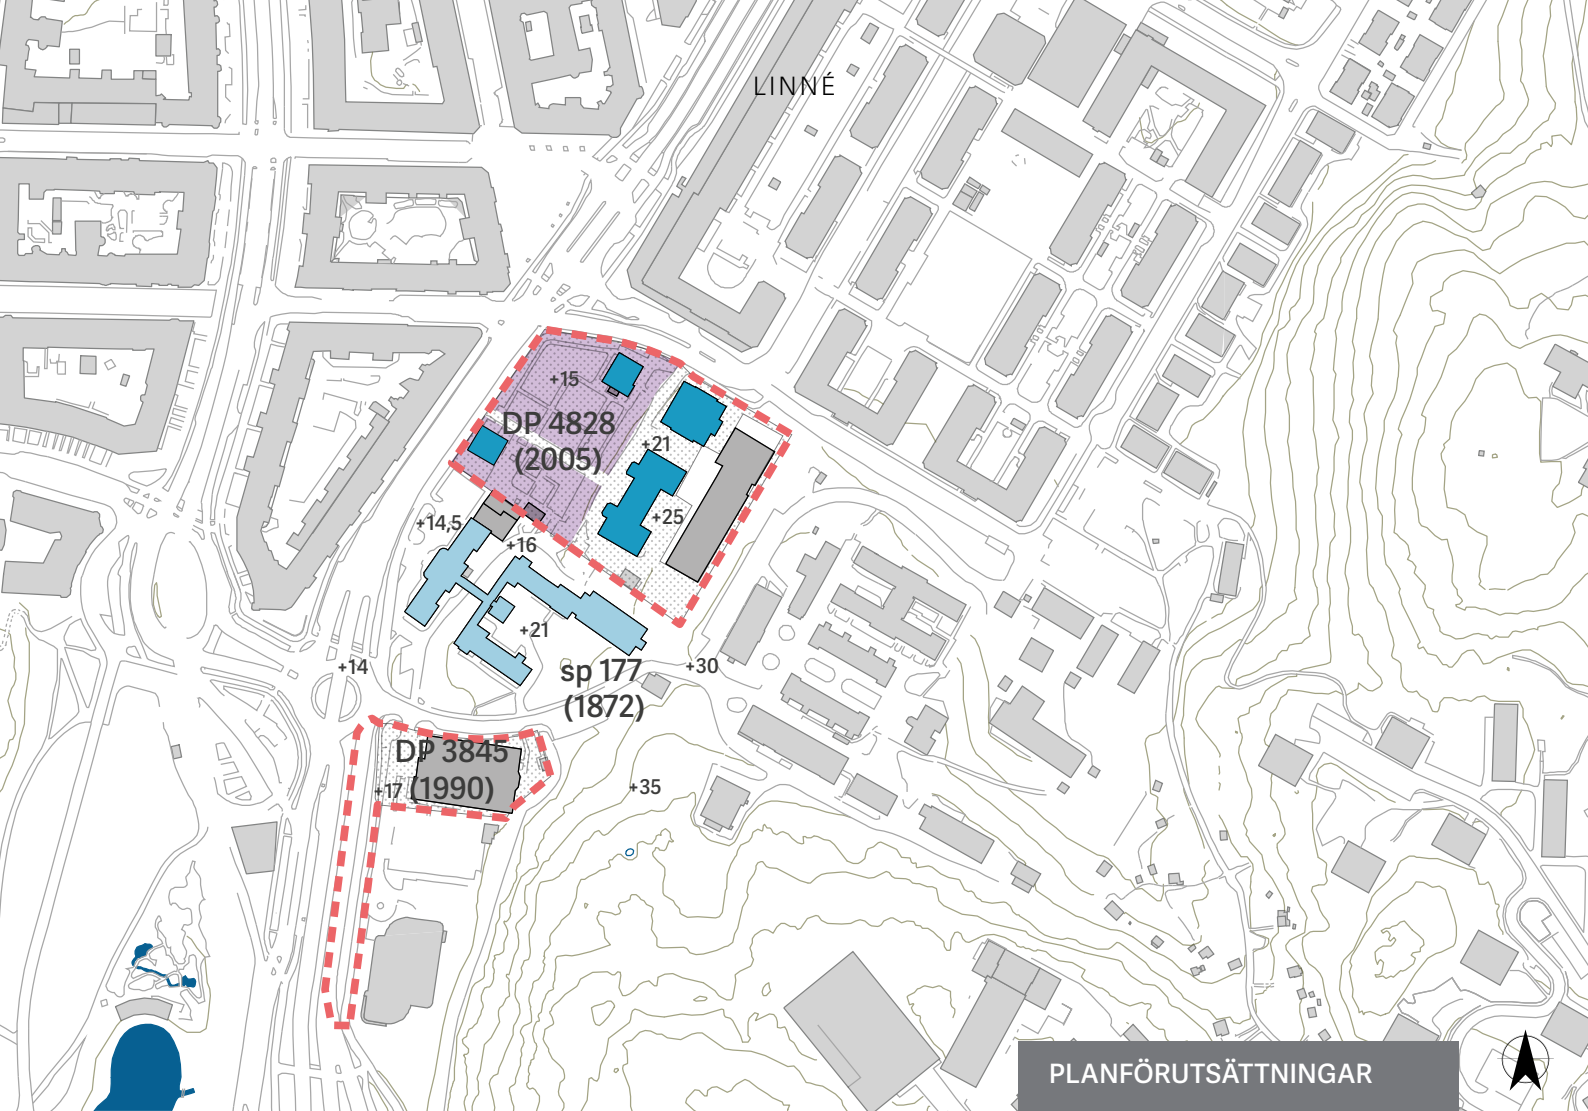 LINNÉ
+15
DP 4828
(2005)
+21
+25
+14,5
+16
+21
+14
sp 177
(1872)
+30
DP 3845
(1990)
+17
+35
PLANFÖRUTSÄTTNINGAR